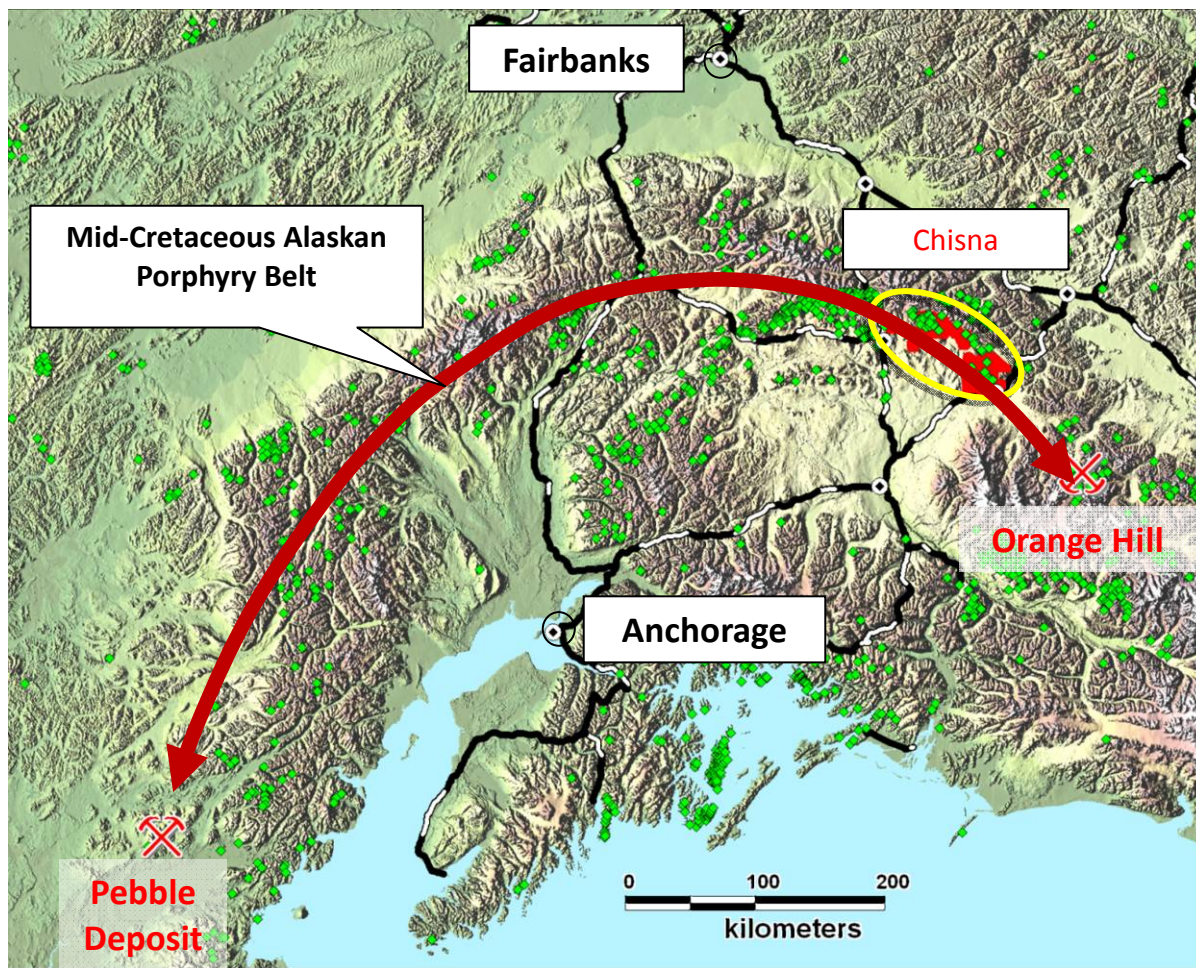 Fairbanks
Mid-Cretaceous Alaskan
Porphyry Belt
Chisna
Orange Hill
Anchorage
Pebble
Deposit
0 100 200
kilometers